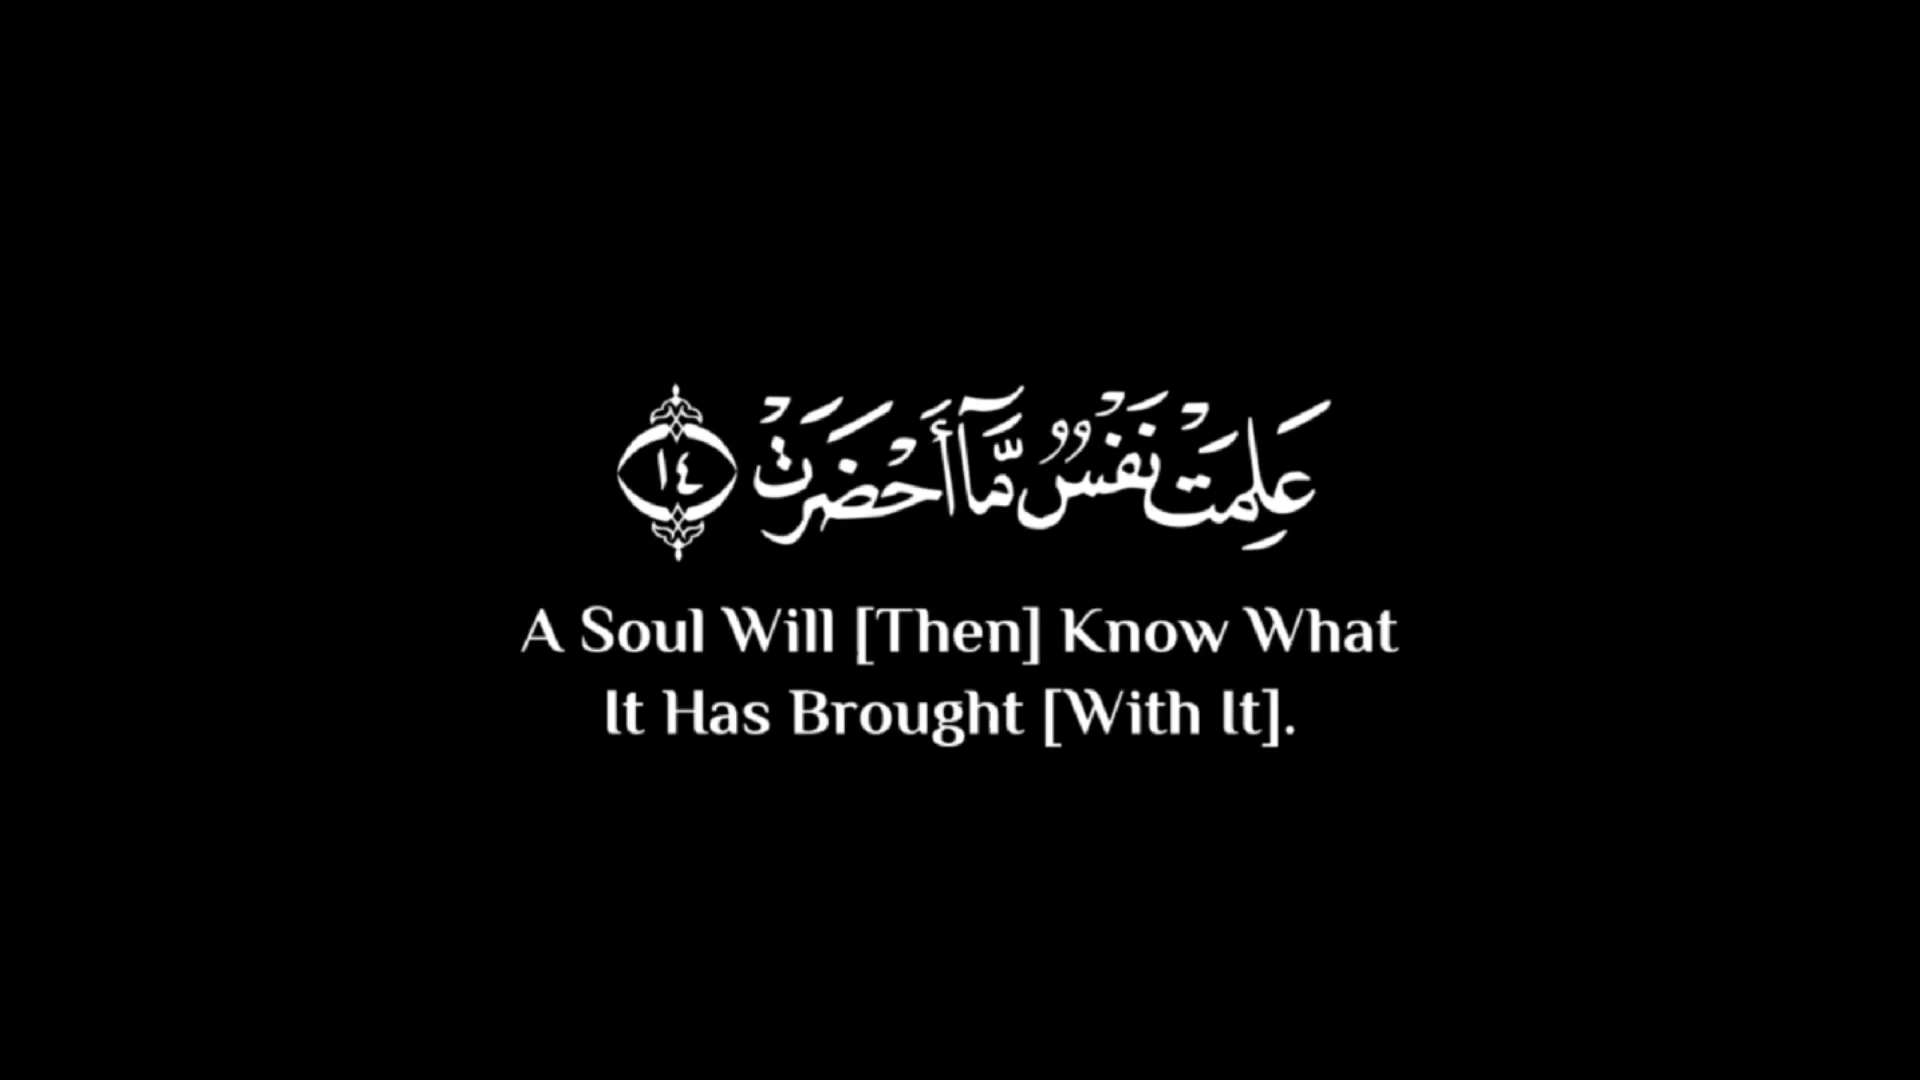 عَلِمَتْ نَفْسٌ مَّآ أَحْضَرَتْ ١٤
A Soul Will [Then] Know What
It Has Brought [With It].